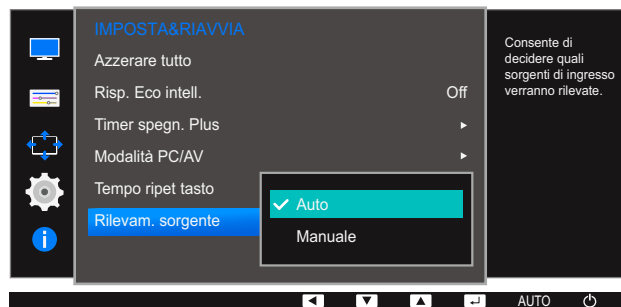 IMPOSTA&RIAVVIA
Azzerare tutto
Risp. Eco intell. Off
Timer spegn. Plus
Modalità PC/AV
Tempo ripet tasto
Rilevam. sorgente
Auto
Manuale
Consente di
decidere quali
sorgenti di ingresso
verranno rilevate.
AUTO